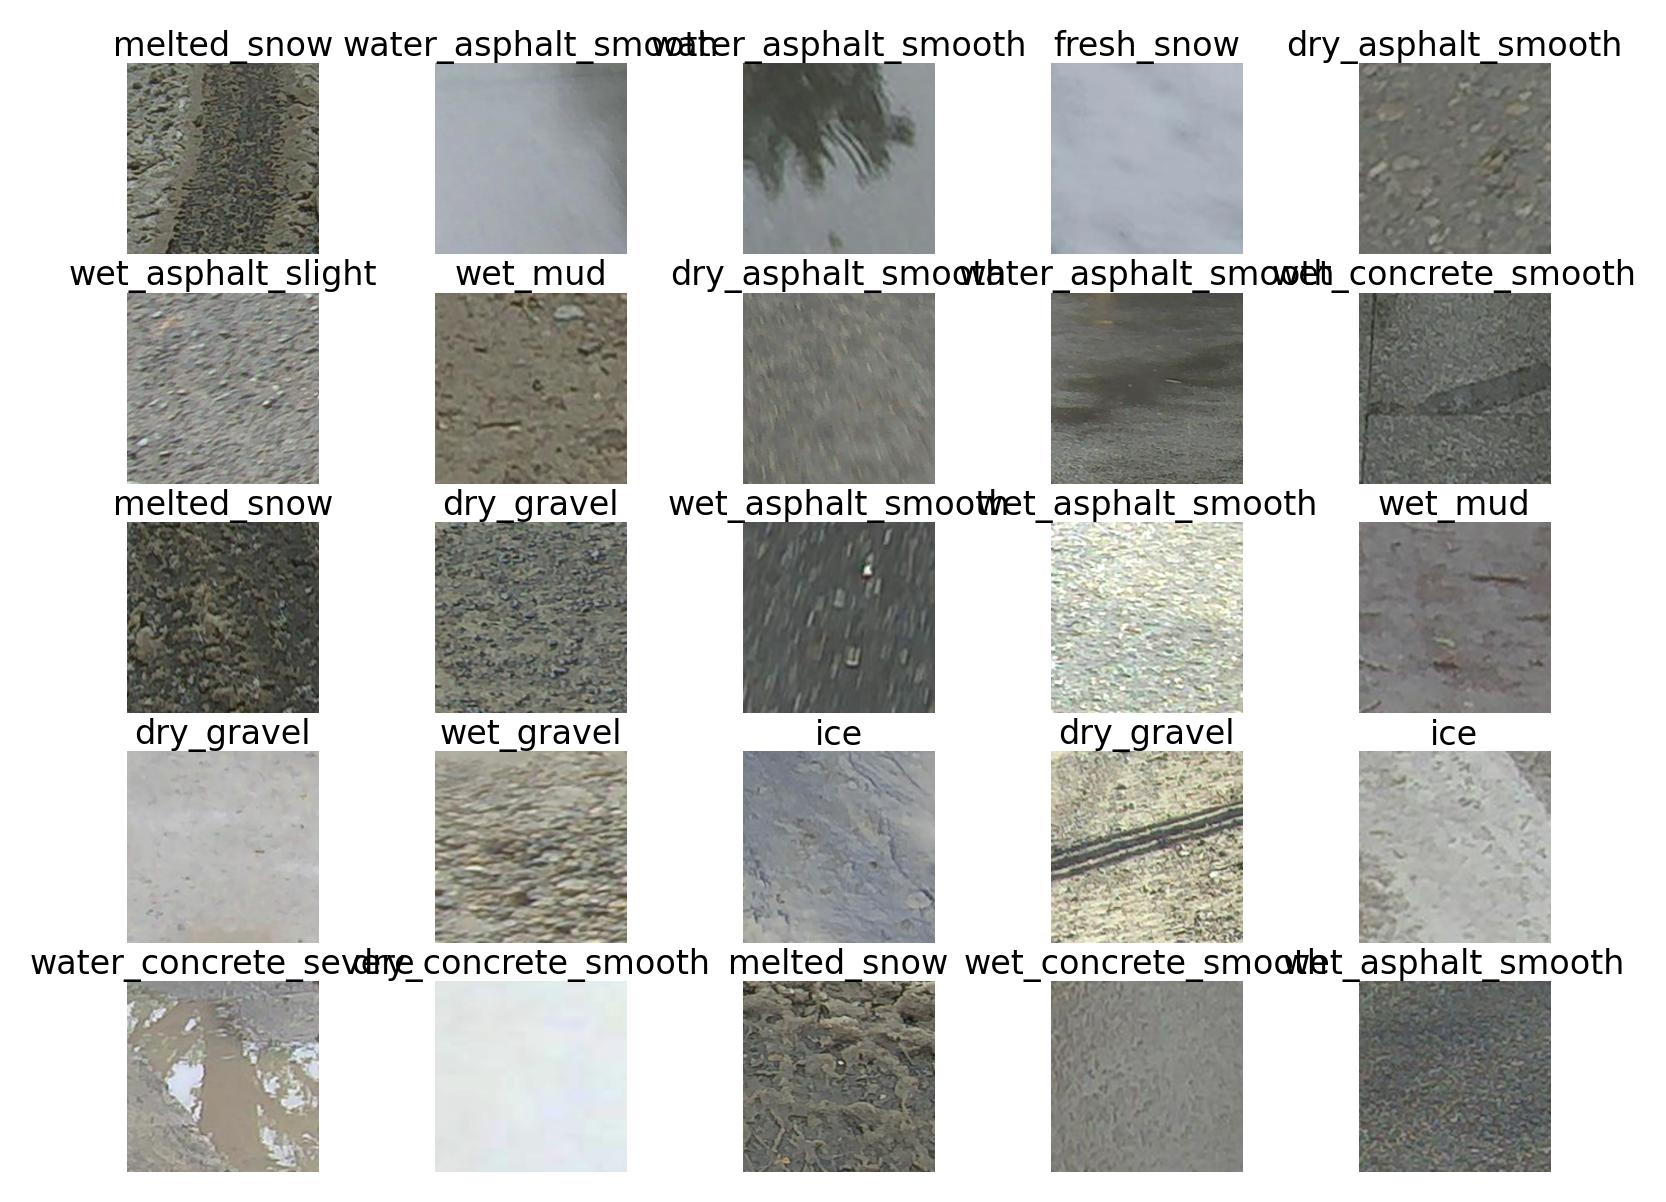 melted_snow water_asphalt_smooth water_asphalt_smooth fresh_snow dry_asphalt_smooth
wet_asphalt_slight wet_mud dry_asphalt_smooth water_asphalt_smooth wet_concrete_smooth
melted_snow dry_gravel wet_asphalt_smooth wet_asphalt_smooth wet_mud
dry_gravel wet_gravel ice dry_gravel ice
water_concrete_severe dry_concrete_smooth melted_snow wet_concrete_smooth wet_asphalt_smooth